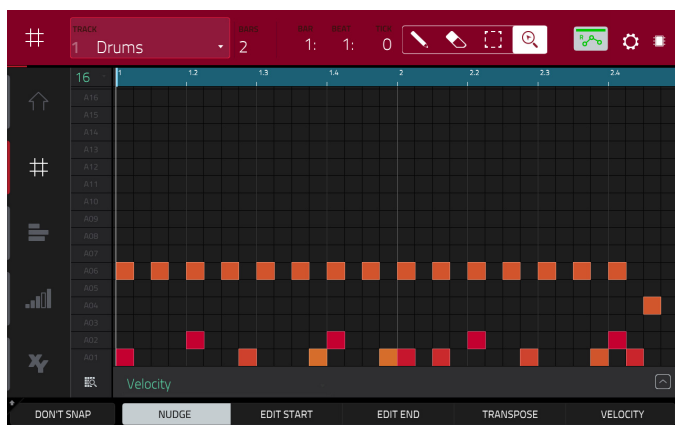 TRACK BARS BAR BEAT TICK
1 Drums 2 1: 1: 0
16 1 1.2 1.3 1.4 2 2.2 2.3 2.4
A16
A15
A14
A13
A12
A11
A10
A09
A08
A07
A06
A05
A04
A03
A02
A01
XY
Velocity
DON'T SNAP NUDGE EDIT START EDIT END TRANSPOSE VELOCITY